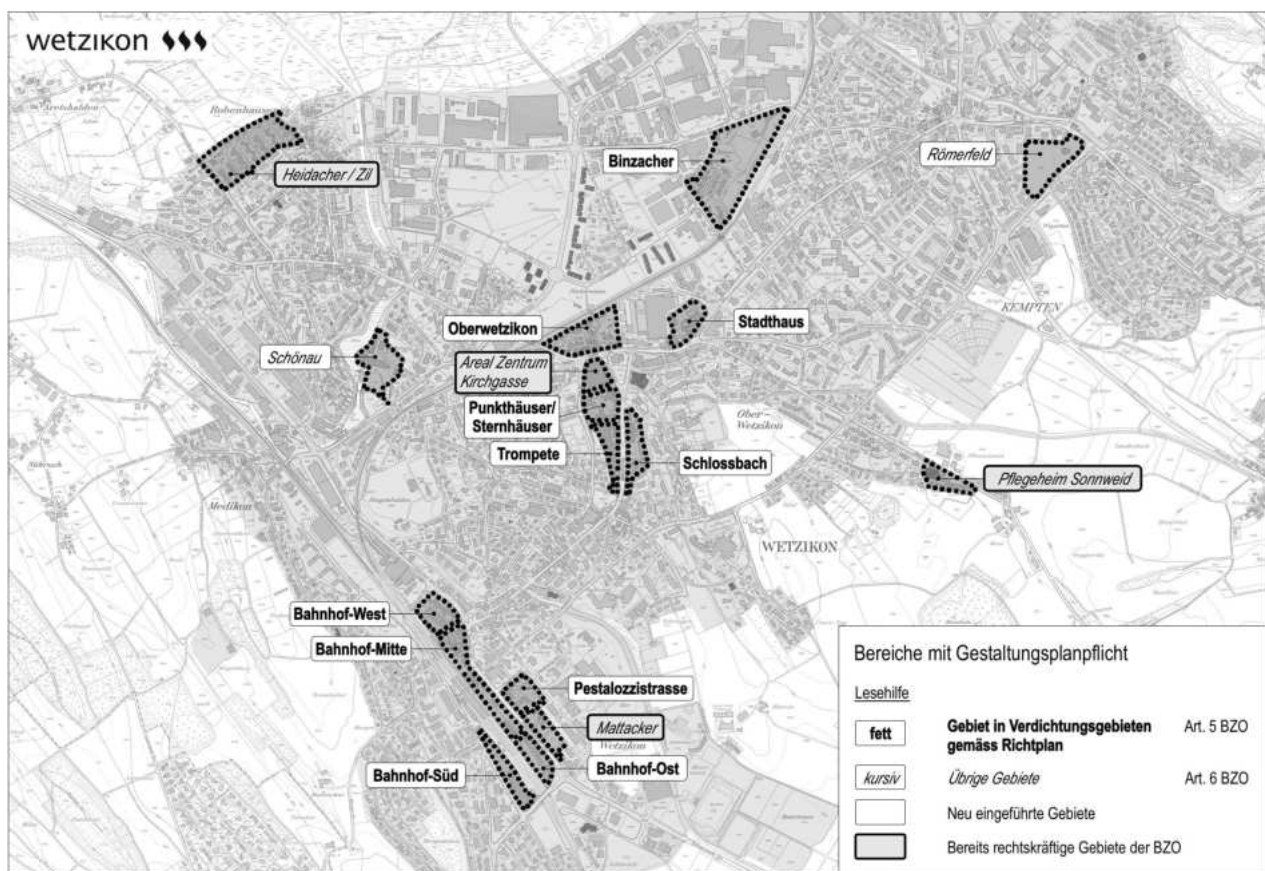 wetzikon
Robenhausen
Heidacher / Zil
Binzacher
Römerfeld
KEMPTEN
Oberwetzikon
Stadthaus
Schönau
Areal Zentrum
Kirchgasse
Punkthäuser/
Sternhäuser
Ober-
Wetzikon
Trompete
Schlossbach
Pflegeheim Sonnweid
Medikon
WETZIKON
Bahnhof-West
Bahnhof-Mitte
Pestalozzistrasse
Mattacker
Wetzikon
Bahnhof-Süd
Bahnhof-Ost
Bereiche mit Gestaltungsplanpflicht
Lesehilfe
fett Gebiet in Verdichtungsgebieten Art. 5 BZO
gemäss Richtplan
kursiv Übrige Gebiete Art. 6 BZO
Neu eingeführte Gebiete
Bereits rechtskräftige Gebiete der BZO